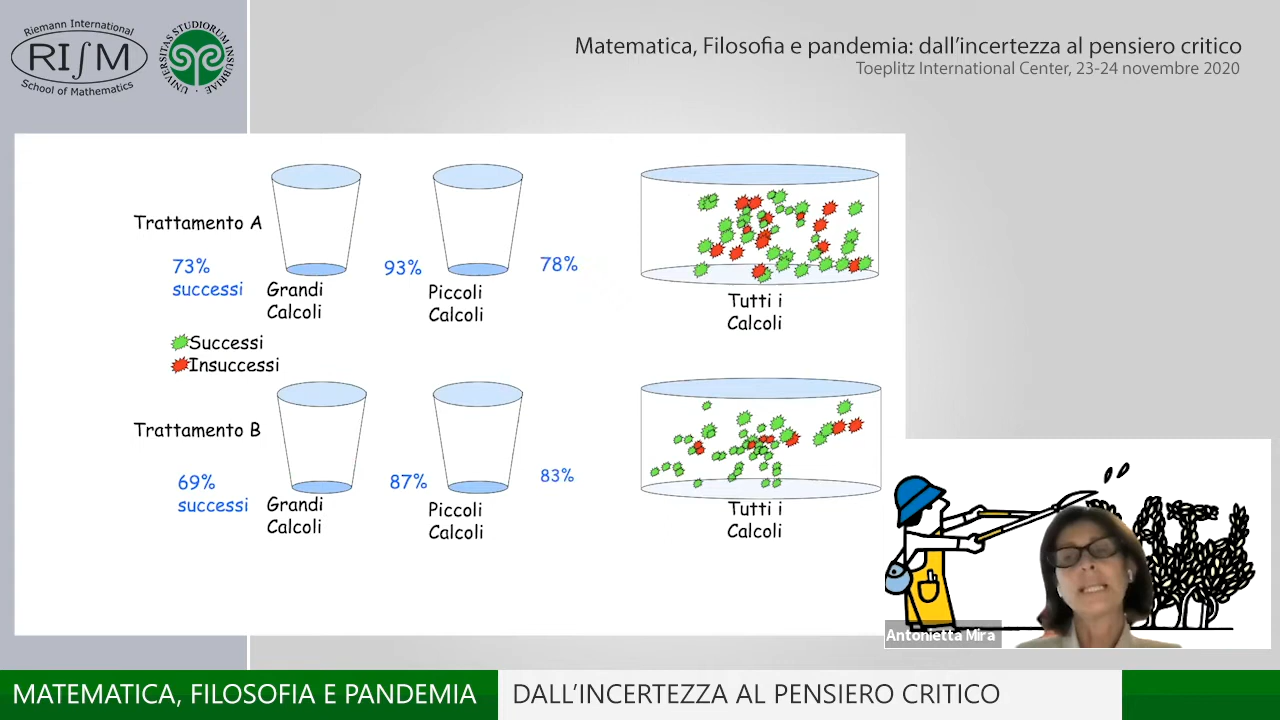 Riemann International
RISM
School of Mathematics
UNIVERSITAS STUDIORUM INSUBRIAE
Matematica, Filosofia e pandemia: dall'incertezza al pensiero critico
Toeplitz International Center, 23-24 novembre 2020
Trattamento A
73%
successi
Grandi
Calcoli
93%
Piccoli
Calcoli
78%
Tutti i
Calcoli
Successi
Insuccessi
Trattamento B
69%
successi
Grandi
Calcoli
87%
Piccoli
Calcoli
83%
Tutti i
Calcoli
Antonietta Mira
MATEMATICA, FILOSOFIA E PANDEMIA
DALL'INCERTEZZA AL PENSIERO CRITICO